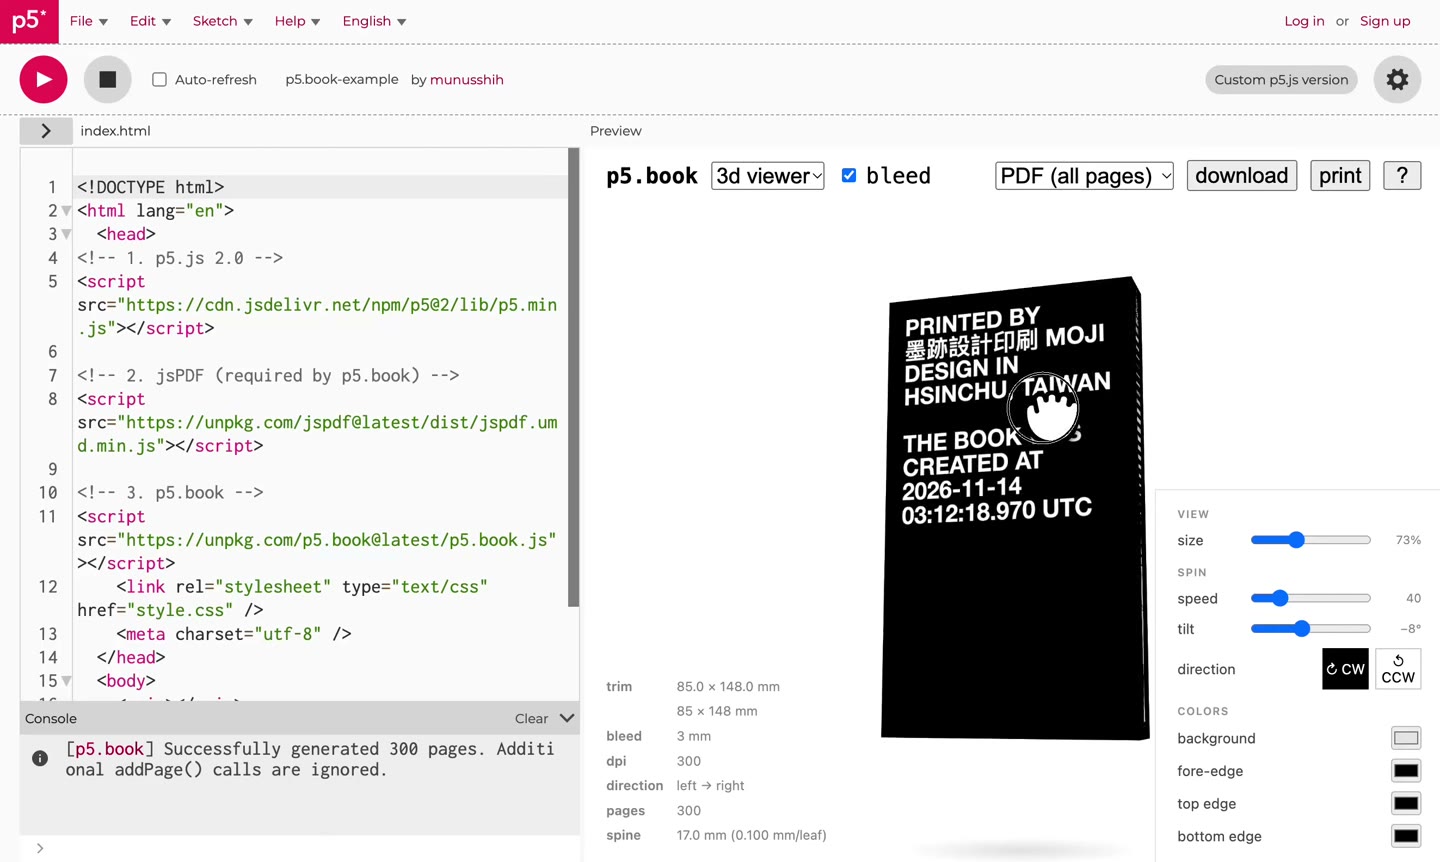 p5*
File
Edit
Sketch
Help
English
Log in or Sign up
Auto-refresh
p5.book-example by munusshih
Custom p5.js version
index.html
Preview
1 <!DOCTYPE html>
2 <html lang="en">
3 <head>
4 <!-- 1. p5.js 2.0 -->
5 <script
src="https://cdn.jsdelivr.net/npm/p5@2/lib/p5.min
.js"></script>
6
7 <!-- 2. jsPDF (required by p5.book) -->
8 <script
src="https://unpkg.com/jspdf@latest/dist/jspdf.um
d.min.js"></script>
9
10 <!-- 3. p5.book -->
11 <script
src="https://unpkg.com/p5.book@latest/p5.book.js"
></script>
12 <link rel="stylesheet" type="text/css"
href="style.css" />
13 <meta charset="utf-8" />
14 </head>
15 <body>
Console
Clear
[p5.book] Successfully generated 300 pages. Additi
onal addPage() calls are ignored.
p5.book
3d viewer
bleed
PDF (all pages)
download
print
?
PRINTED BY
墨跡設計印刷 MOJI
DESIGN IN
HSINCHU, TAIWAN
THE BOOK
CREATED AT
2026-11-14
03:12:18.970 UTC
trim 85.0 × 148.0 mm
85 × 148 mm
bleed 3 mm
dpi 300
direction left → right
pages 300
spine 17.0 mm (0.100 mm/leaf)
VIEW
size 73%
SPIN
speed 40
tilt −8°
direction ↻ CW ↺ CCW
COLORS
background
fore-edge
top edge
bottom edge